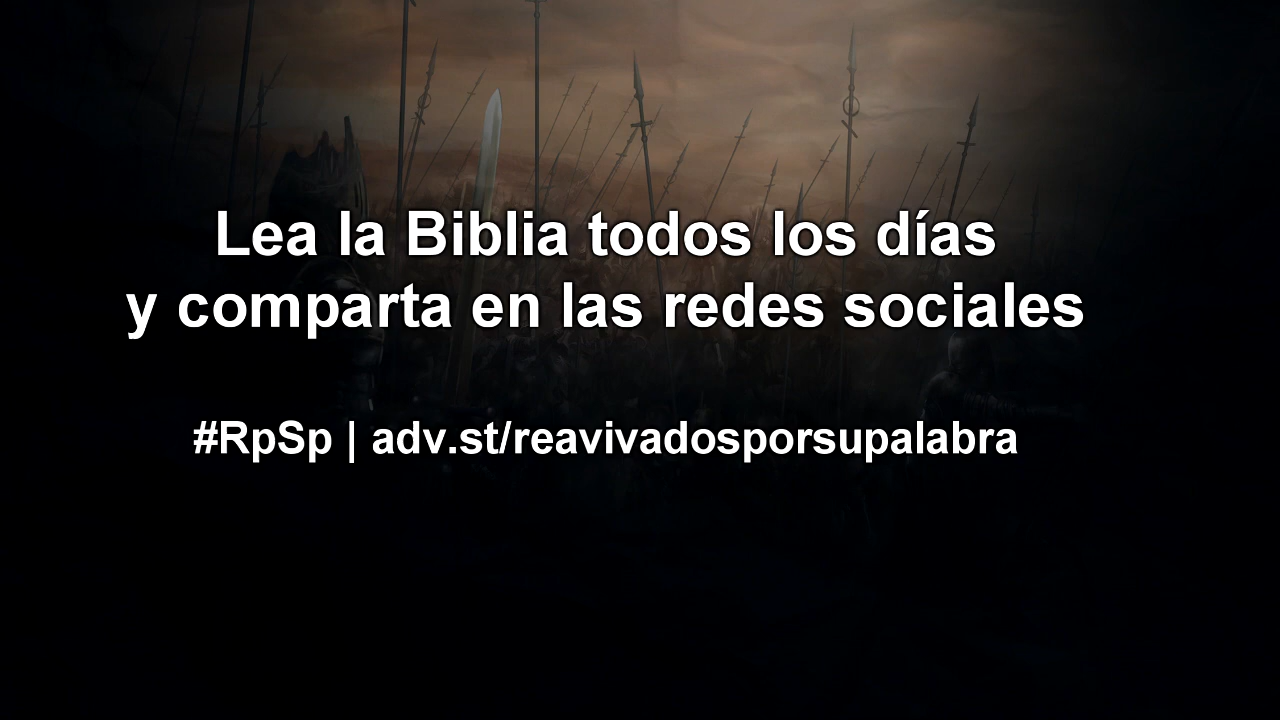 Lea la Biblia todos los días
y comparta en las redes sociales
#RpSp | adv.st/reavivadosporsupalabra